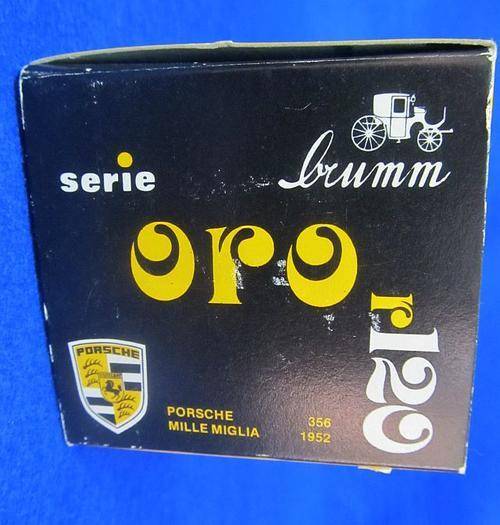 serie
brumm
oro
r120
PORSCHE
PORSCHE 356
MILLE MIGLIA 1952